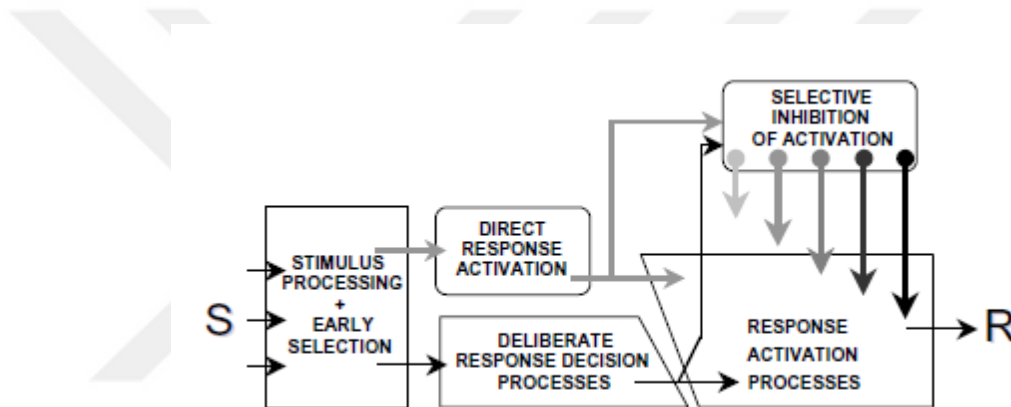 SELECTIVE
INHIBITION
OF ACTIVATION
DIRECT
RESPONSE
ACTIVATION
S
STIMULUS
PROCESSING
+
EARLY
SELECTION
DELIBERATE
RESPONSE DECISION
PROCESSES
RESPONSE
ACTIVATION
PROCESSES
R